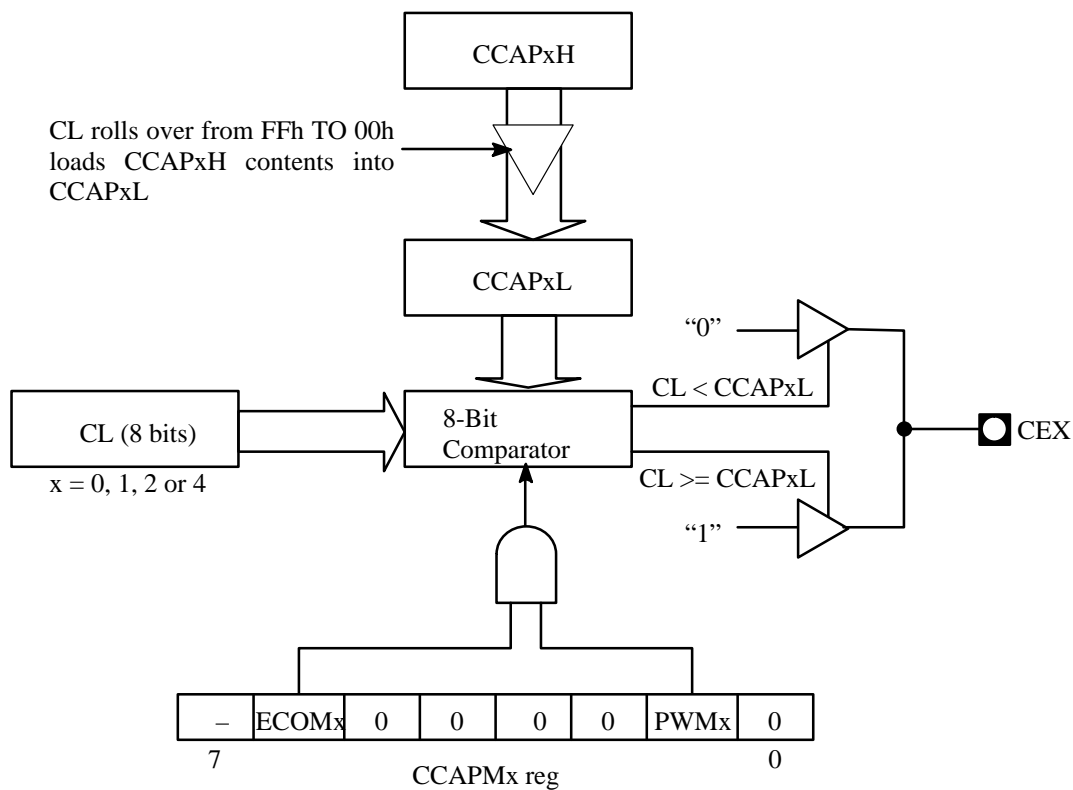 CCAPxH
CL rolls over from FFh TO 00h
loads CCAPxH contents into
CCAPxL
CCAPxL
“0”
CL < CCAPxL
CL (8 bits)
8-Bit
Comparator
CEX
x = 0, 1, 2 or 4
CL >= CCAPxL
“1”
– ECOMx 0 0 0 0 PWMx 0
7 0
CCAPMx reg